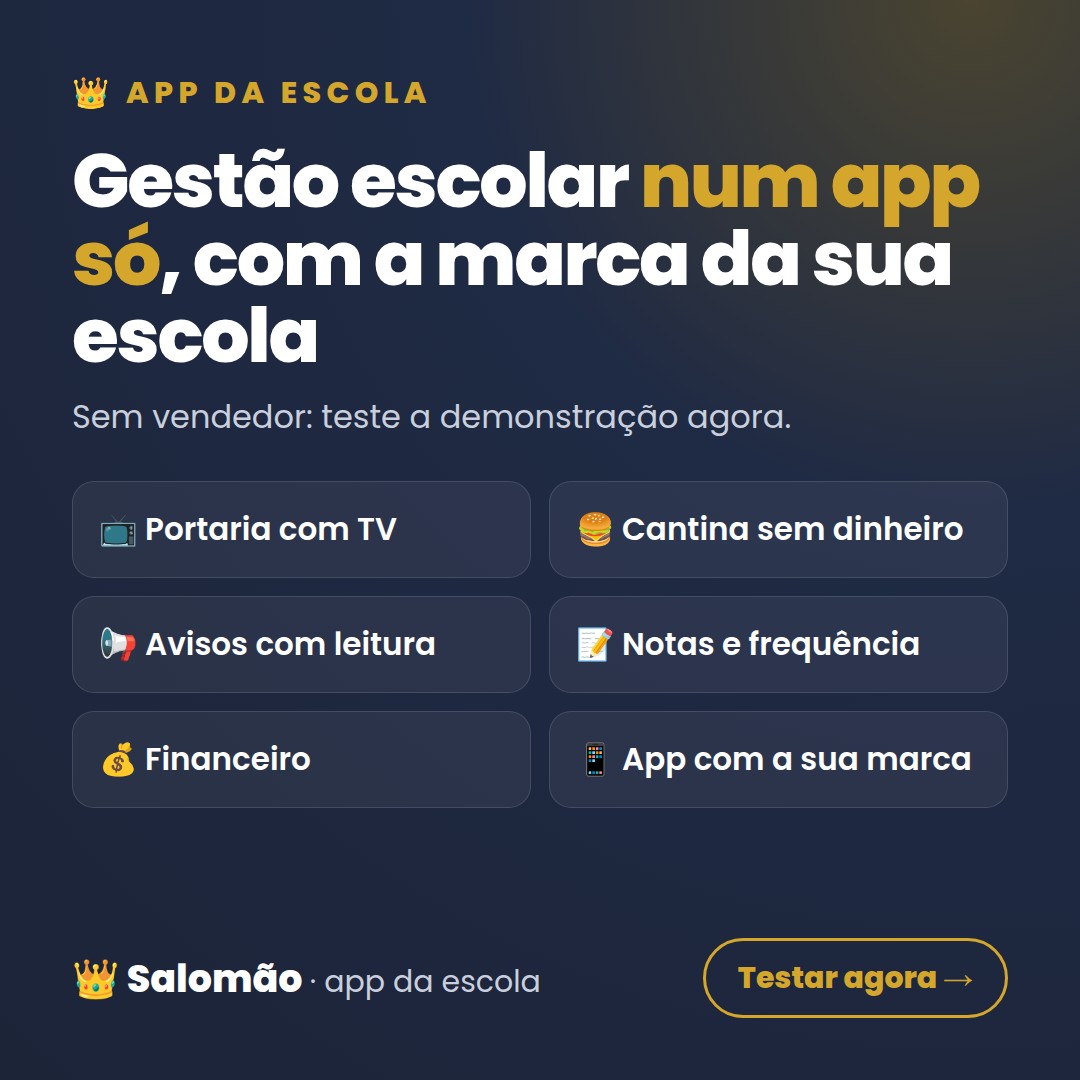 👑 APP DA ESCOLA
Gestão escolar num app
só, com a marca da sua
escola
Sem vendedor: teste a demonstração agora.
📺 Portaria com TV
🍔 Cantina sem dinheiro
📢 Avisos com leitura
📝 Notas e frequência
💰 Financeiro
📱 App com a sua marca
👑 Salomão · app da escola
Testar agora →